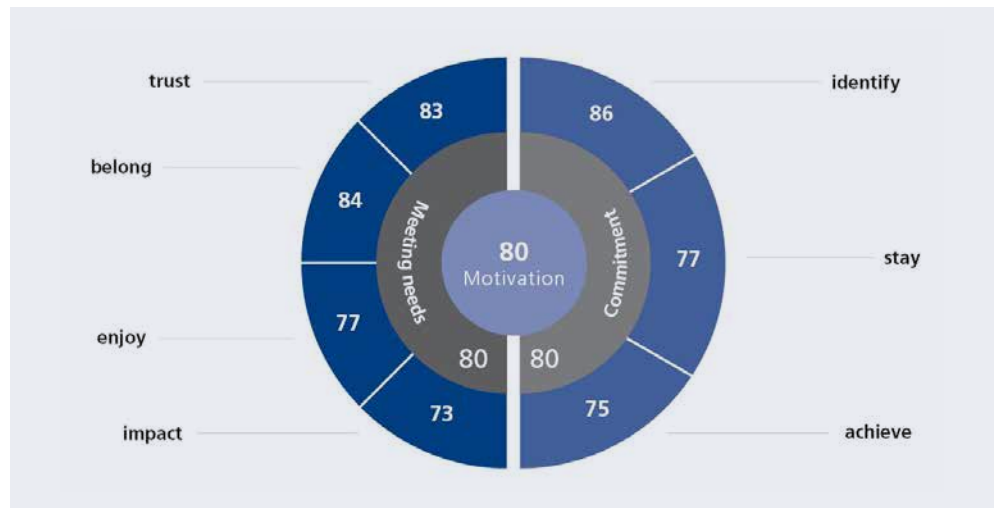 trust
identify
83
86
belong
84
Meeting needs
80
Motivation
Commitment
77
stay
enjoy
77
80
80
73
75
impact
achieve